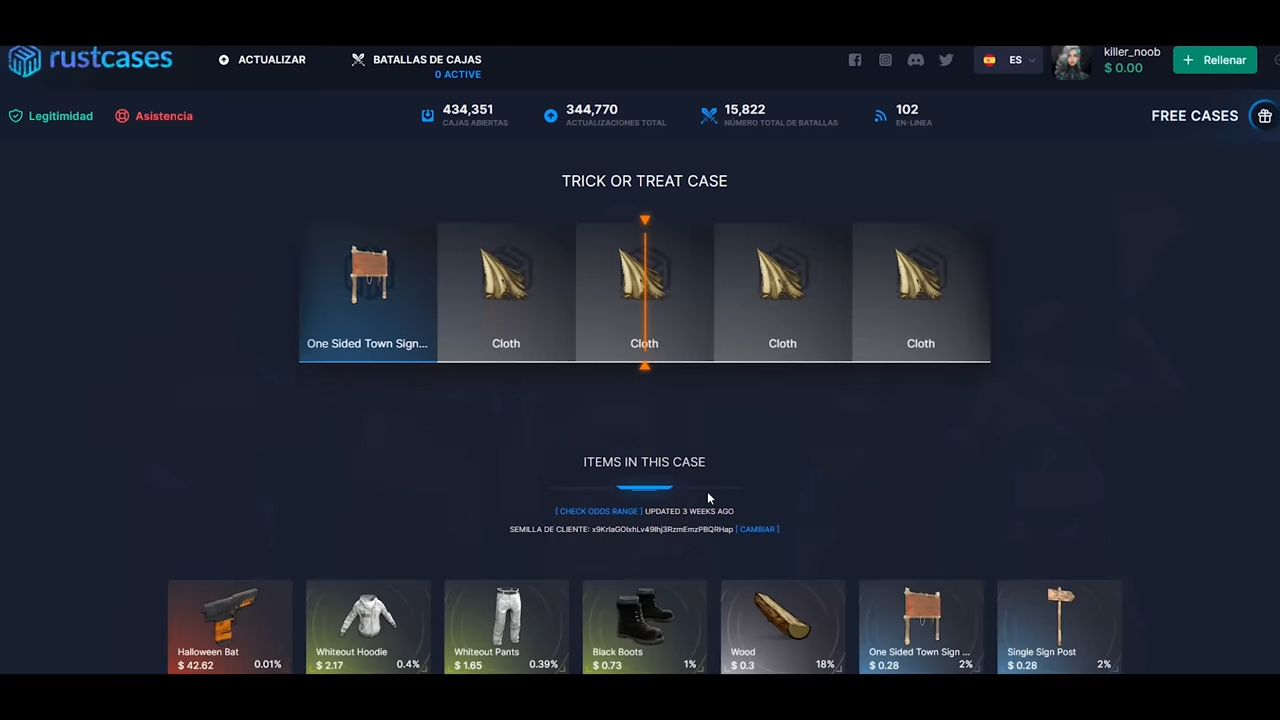 rustcases
ACTUALIZAR
BATALLAS DE CAJAS
0 ACTIVE
ES
killer_noob
$ 0.00
Rellenar
Legitimidad
Asistencia
434,351
CAJAS ABIERTAS
344,770
ACTUALIZACIONES TOTAL
15,822
NÚMERO TOTAL DE BATALLAS
102
EN-LINEA
FREE CASES
TRICK OR TREAT CASE
One Sided Town Sign...
Cloth
Cloth
Cloth
Cloth
ITEMS IN THIS CASE
[ CHECK ODDS RANGE ] UPDATED 3 WEEKS AGO
SEMILLA DE CLIENTE: [ CAMBIAR ]
Halloween Bat
$ 42.62 0.01%
Whiteout Hoodie
$ 2.17 0.4%
Whiteout Pants
$ 1.65 0.39%
Black Boots
$ 0.73 1%
Wood
$ 0.3 18%
One Sided Town Sign ...
$ 0.28 2%
Single Sign Post
$ 0.28 2%